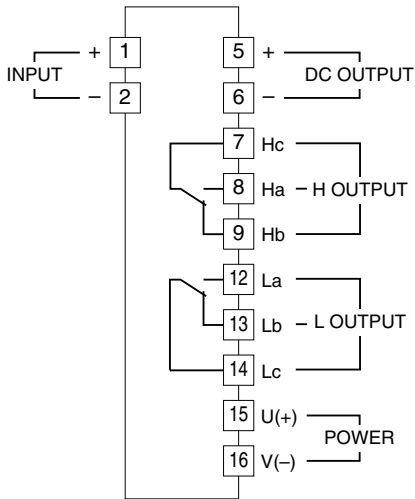 INPUT + 1
– 2
5 + DC OUTPUT
6 –
7 Hc
8 Ha H OUTPUT
9 Hb
12 La
13 Lb L OUTPUT
14 Lc
15 U(+)
POWER
16 V(–)